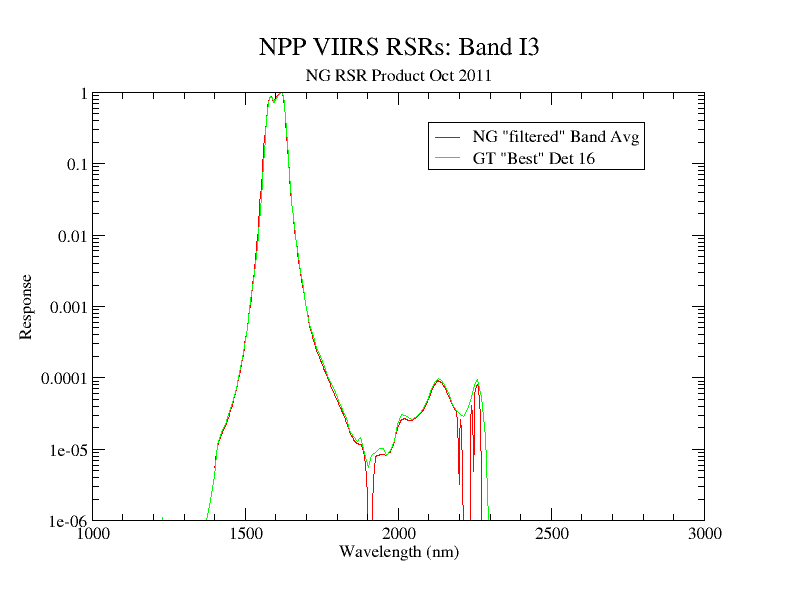 NPP VIIRS RSRs: Band I3
NG RSR Product Oct 2011
NG "filtered" Band Avg
GT "Best" Det 16
Response
1
0.1
0.01
0.001
0.0001
1e-05
1e-06
1000 1500 2000 2500 3000
Wavelength (nm)